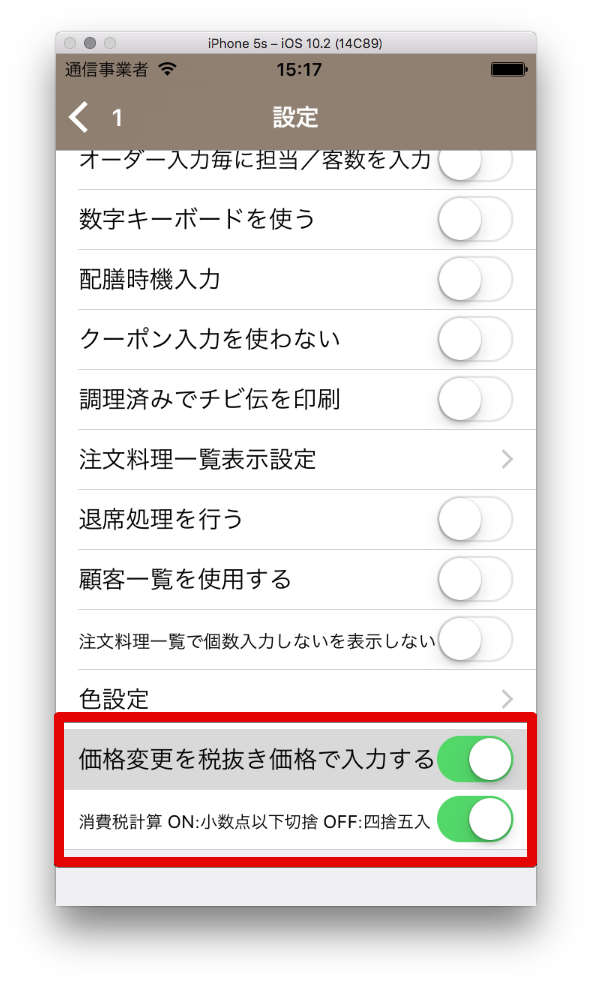 iPhone 5s – iOS 10.2 (14C89)
通信事業者 15:17
1 設定
オーダー入力毎に担当／客数を入力
数字キーボードを使う
配膳時機入力
クーポン入力を使わない
調理済みでチビ伝を印刷
注文料理一覧表示設定
退席処理を行う
顧客一覧を使用する
注文料理一覧で個数入力しないを表示しない
色設定
価格変更を税抜き価格で入力する
消費税計算 ON:小数点以下切捨 OFF:四捨五入